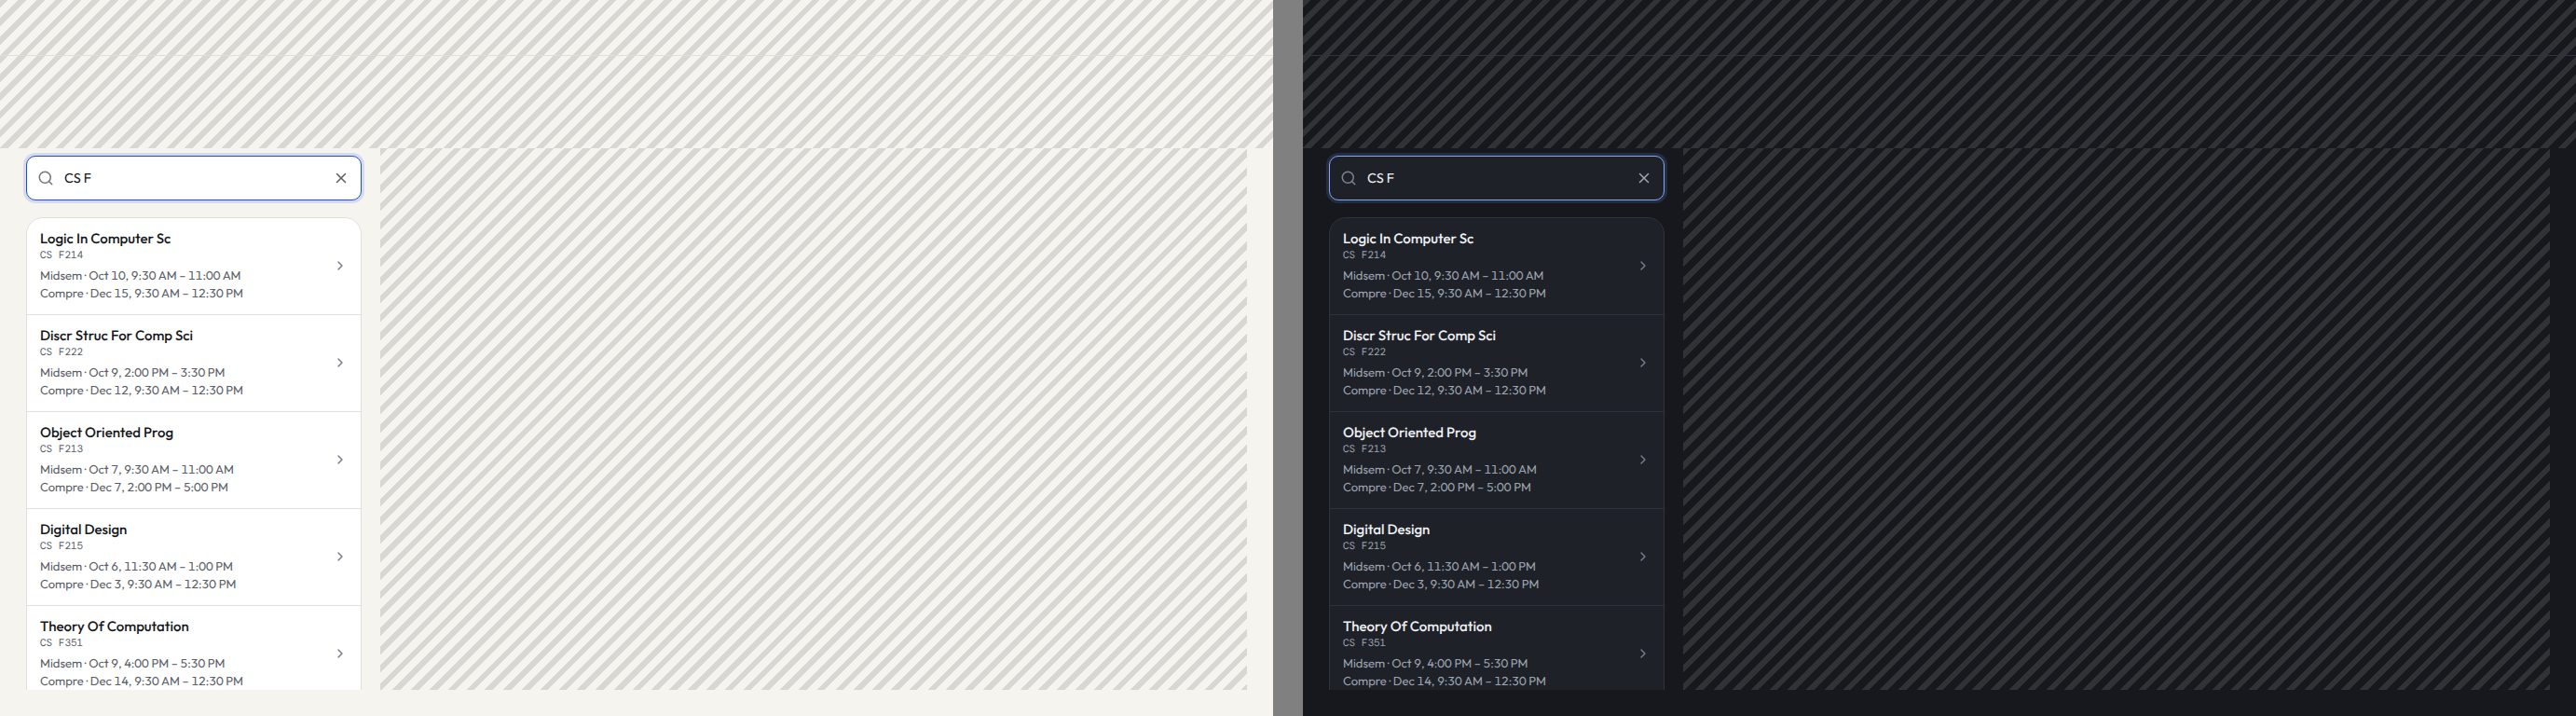 CS F
Logic In Computer Sc
CS F214
Midsem · Oct 10, 9:30 AM – 11:00 AM
Compre · Dec 15, 9:30 AM – 12:30 PM
Discr Struc For Comp Sci
CS F222
Midsem · Oct 9, 2:00 PM – 3:30 PM
Compre · Dec 12, 9:30 AM – 12:30 PM
Object Oriented Prog
CS F213
Midsem · Oct 7, 9:30 AM – 11:00 AM
Compre · Dec 7, 2:00 PM – 5:00 PM
Digital Design
CS F215
Midsem · Oct 6, 11:30 AM – 1:00 PM
Compre · Dec 3, 9:30 AM – 12:30 PM
Theory Of Computation
CS F351
Midsem · Oct 9, 4:00 PM – 5:30 PM
Compre · Dec 14, 9:30 AM – 12:30 PM
CS F
Logic In Computer Sc
CS F214
Midsem · Oct 10, 9:30 AM – 11:00 AM
Compre · Dec 15, 9:30 AM – 12:30 PM
Discr Struc For Comp Sci
CS F222
Midsem · Oct 9, 2:00 PM – 3:30 PM
Compre · Dec 12, 9:30 AM – 12:30 PM
Object Oriented Prog
CS F213
Midsem · Oct 7, 9:30 AM – 11:00 AM
Compre · Dec 7, 2:00 PM – 5:00 PM
Digital Design
CS F215
Midsem · Oct 6, 11:30 AM – 1:00 PM
Compre · Dec 3, 9:30 AM – 12:30 PM
Theory Of Computation
CS F351
Midsem · Oct 9, 4:00 PM – 5:30 PM
Compre · Dec 14, 9:30 AM – 12:30 PM